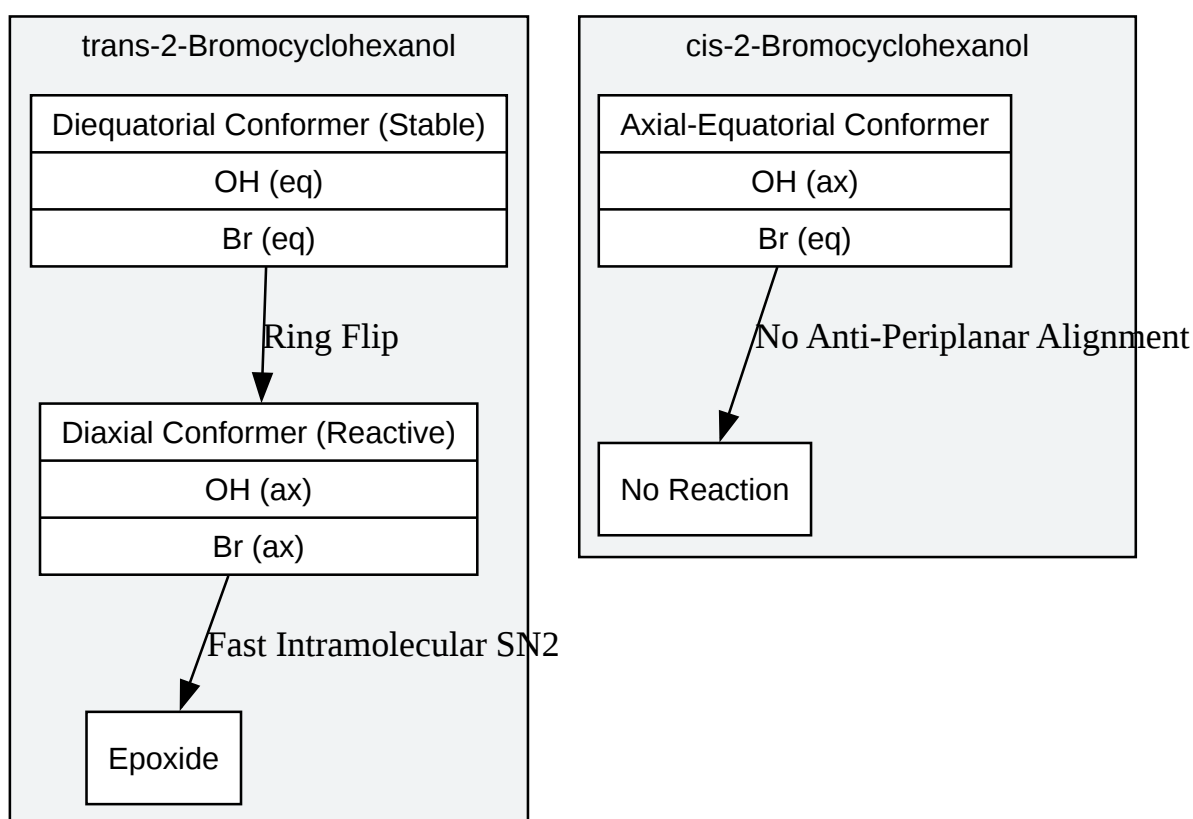 trans-2-Bromocyclohexanol
Diequatorial Conformer (Stable)
OH (eq)
Br (eq)
Ring Flip
Diaxial Conformer (Reactive)
OH (ax)
Br (ax)
Fast Intramolecular SN2
Epoxide
cis-2-Bromocyclohexanol
Axial-Equatorial Conformer
OH (ax)
Br (eq)
No Anti-Periplanar Alignment
No Reaction